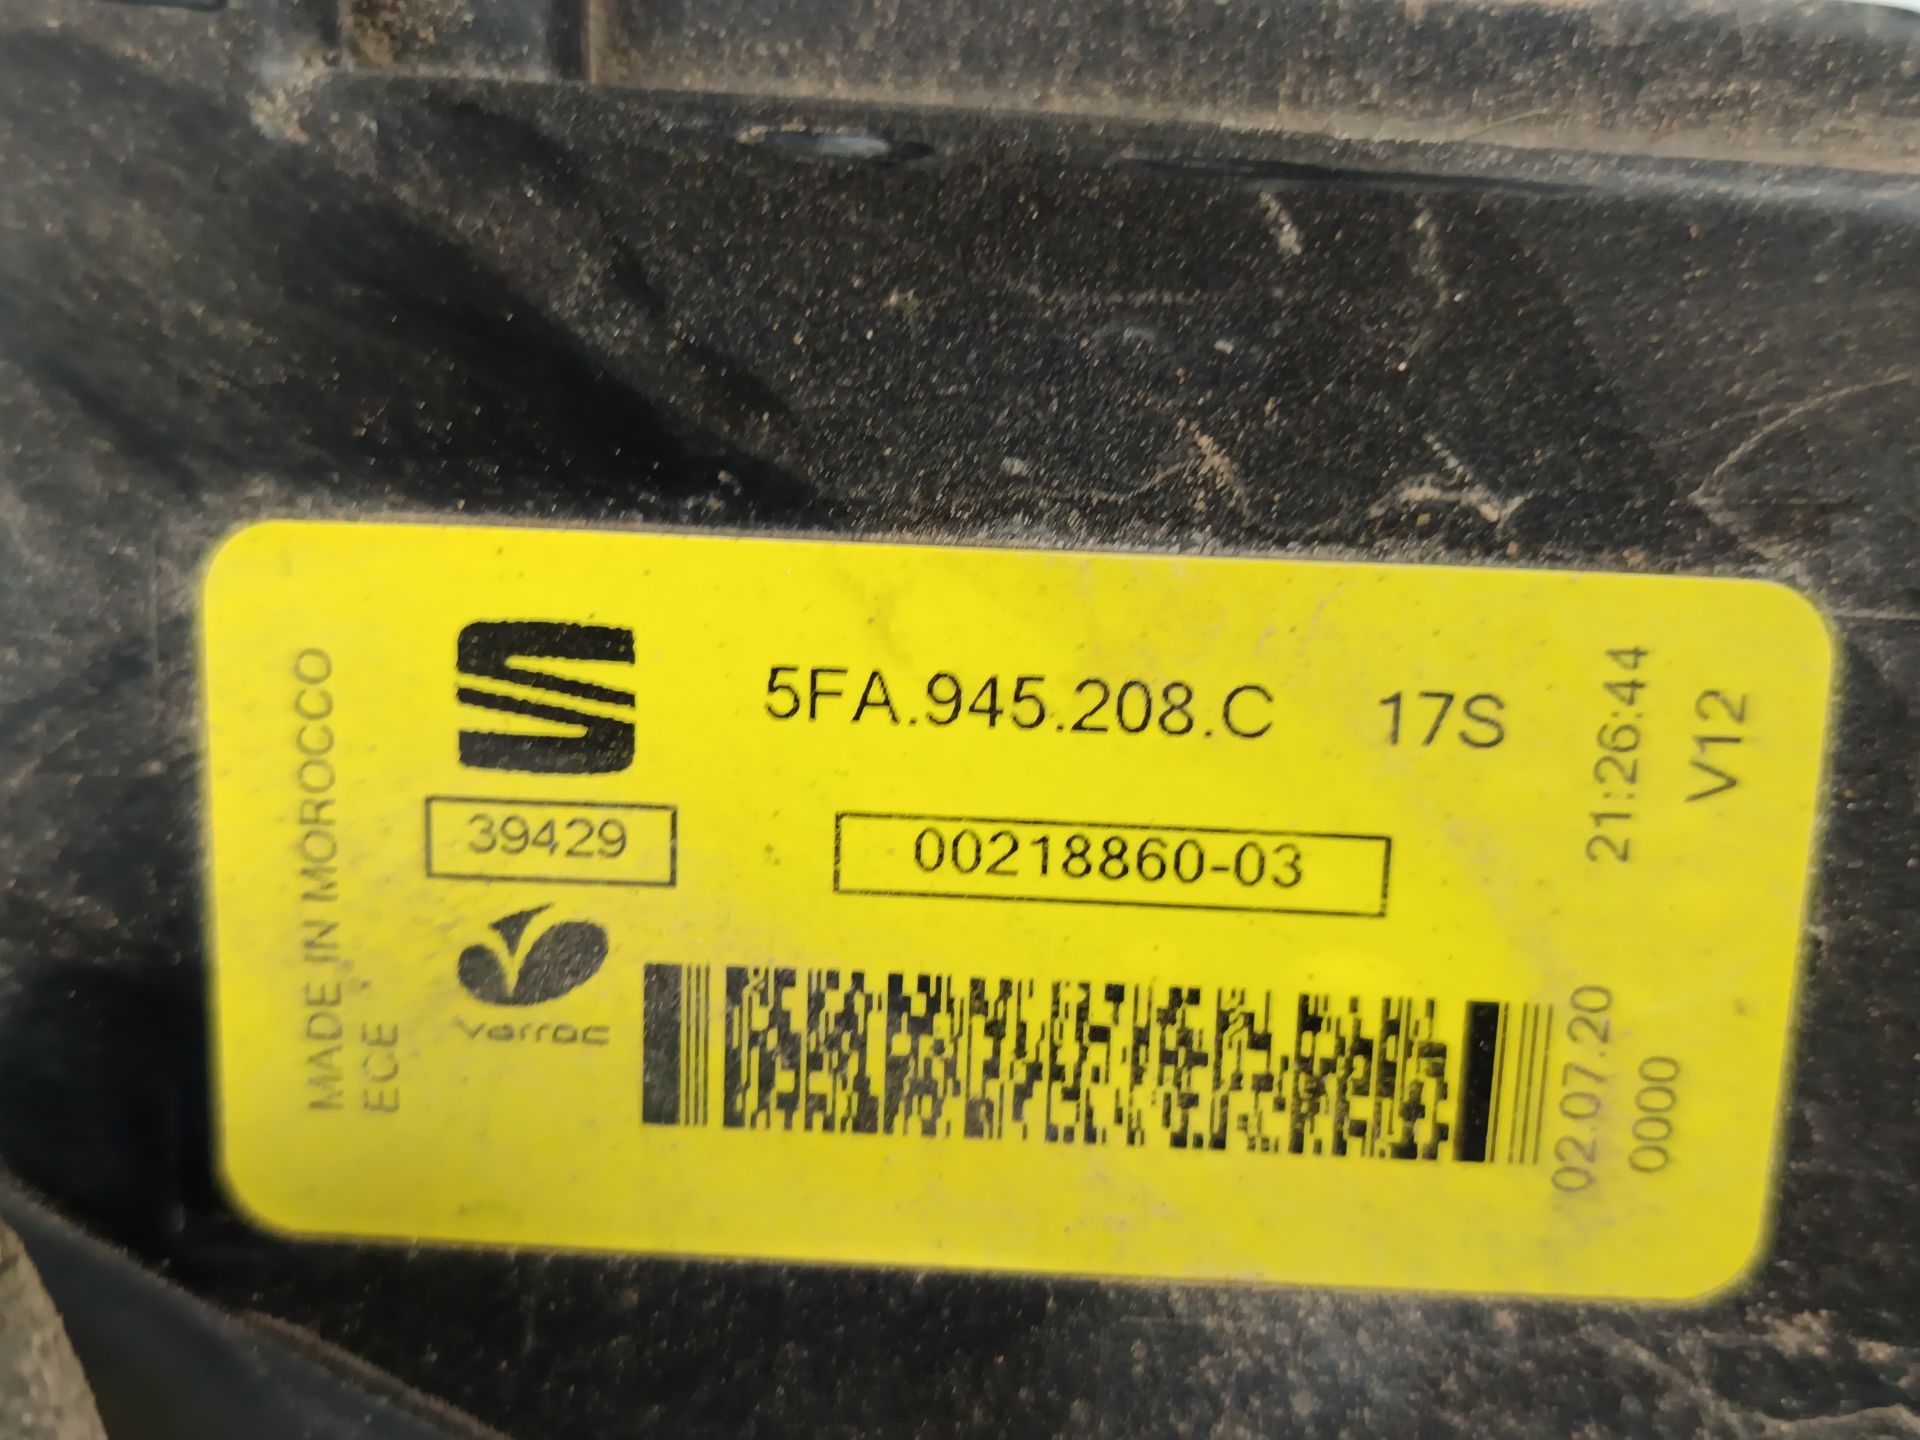 MADE IN MOROCCO
ECE
39429
Varroc
5FA.945.208.C 17S
00218860-03
02.07.20 21:26:44
0000 V12